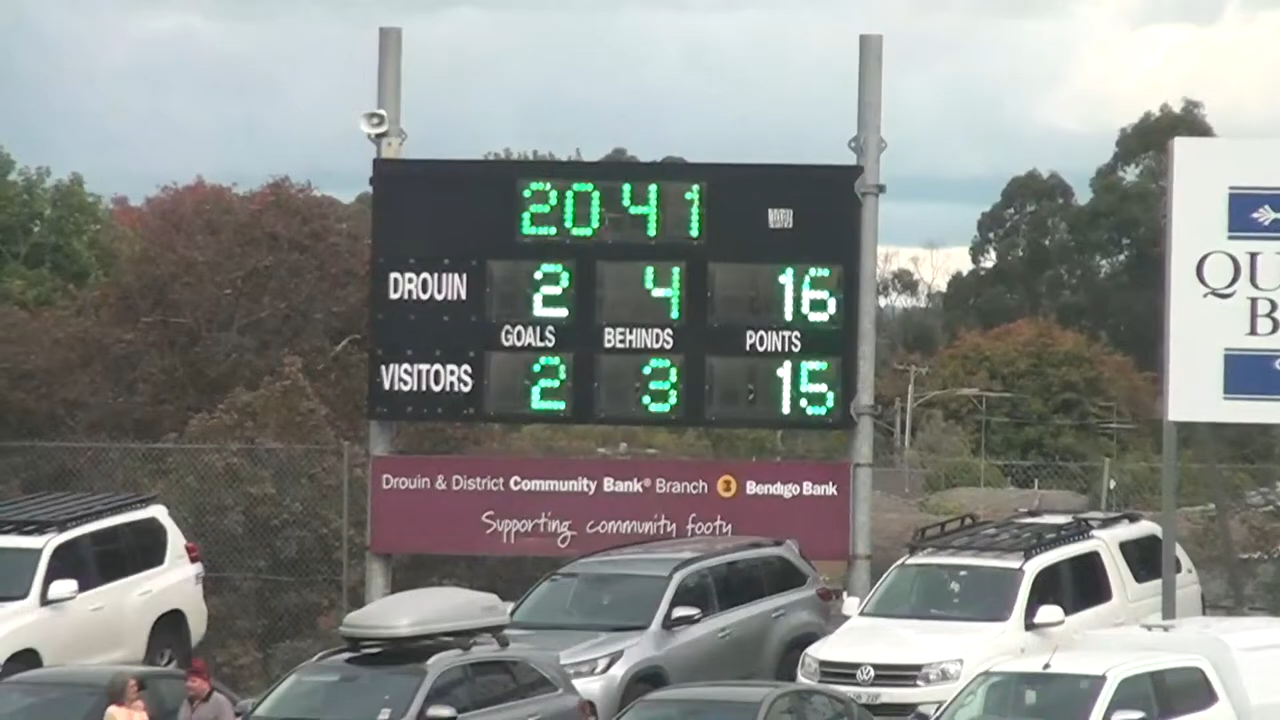 20 41
DROUIN 2 4 16
GOALS BEHINDS POINTS
VISITORS 2 3 15
Drouin & District Community Bank® Branch Bendigo Bank
Supporting community footy
QU
B